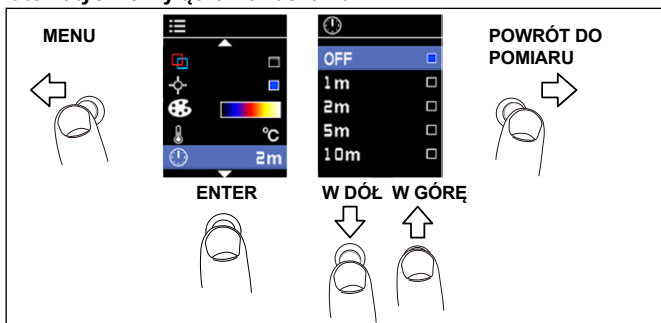 MENU
°C
2m
OFF
1m
2m
5m
10m
POWRÓT DO
POMIARU
ENTER
W DÓŁ W GÓRĘ